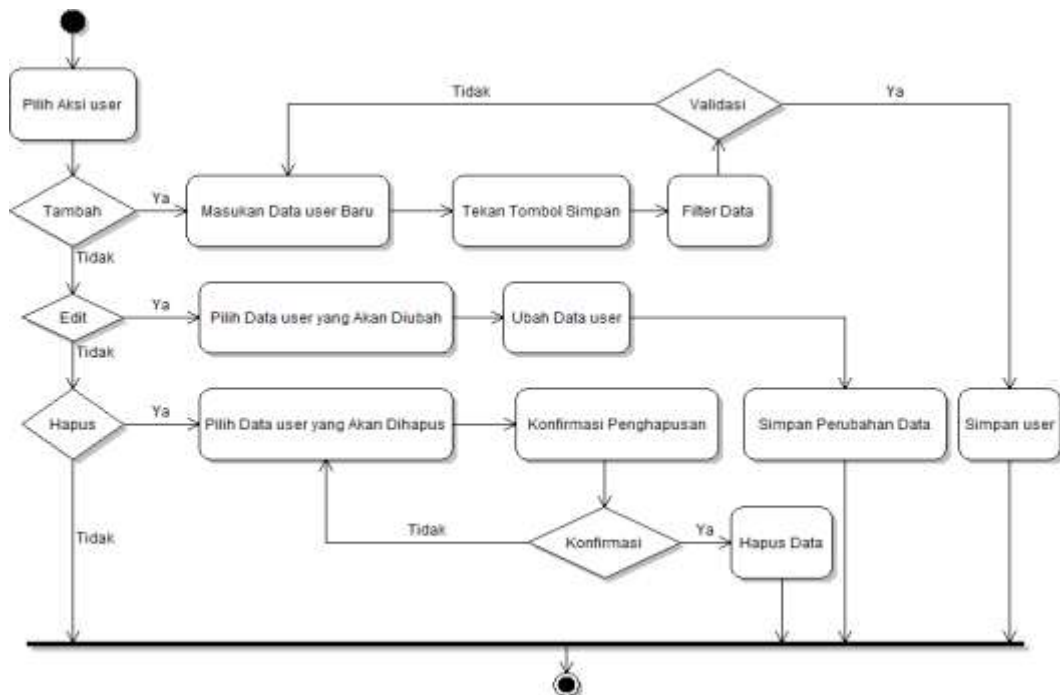 Pilih Aksi user
Tidak
Validasi
Ya
Tambah
Ya
Masukan Data user Baru
Tekan Tombol Simpan
Filter Data
Tidak
Edit
Ya
Pilih Data user yang Akan Diubah
Ubah Data user
Tidak
Hapus
Ya
Pilih Data user yang Akan Dihapus
Konfirmasi Penghapusan
Simpan Perubahan Data
Simpan user
Tidak
Tidak
Konfirmasi
Ya
Hapus Data